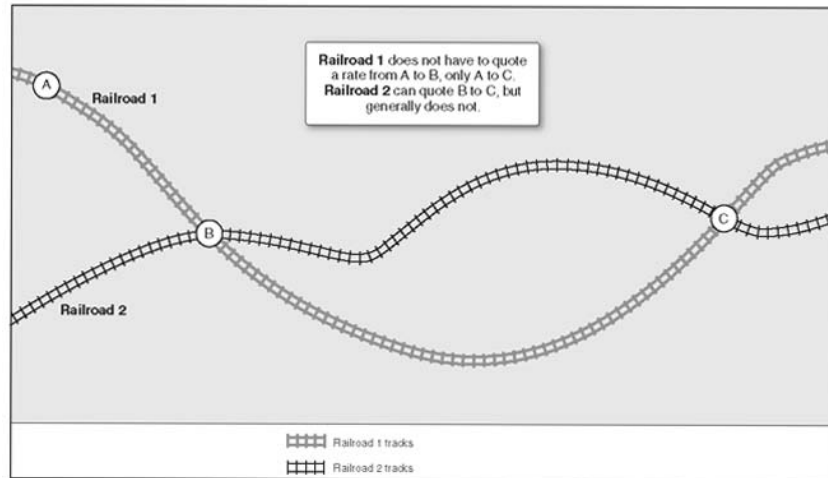 Railroad 1 does not have to quote
a rate from A to B, only A to C.
Railroad 2 can quote B to C, but
generally does not.
A
Railroad 1
B
C
Railroad 2
Railroad 1 tracks
Railroad 2 tracks